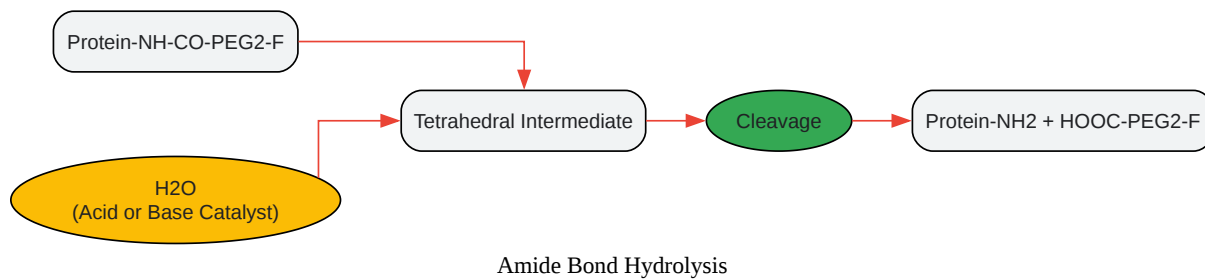 Protein-NH-CO-PEG2-F
Tetrahedral Intermediate
Cleavage
Protein-NH2 + HOOC-PEG2-F
H2O
(Acid or Base Catalyst)
Amide Bond Hydrolysis